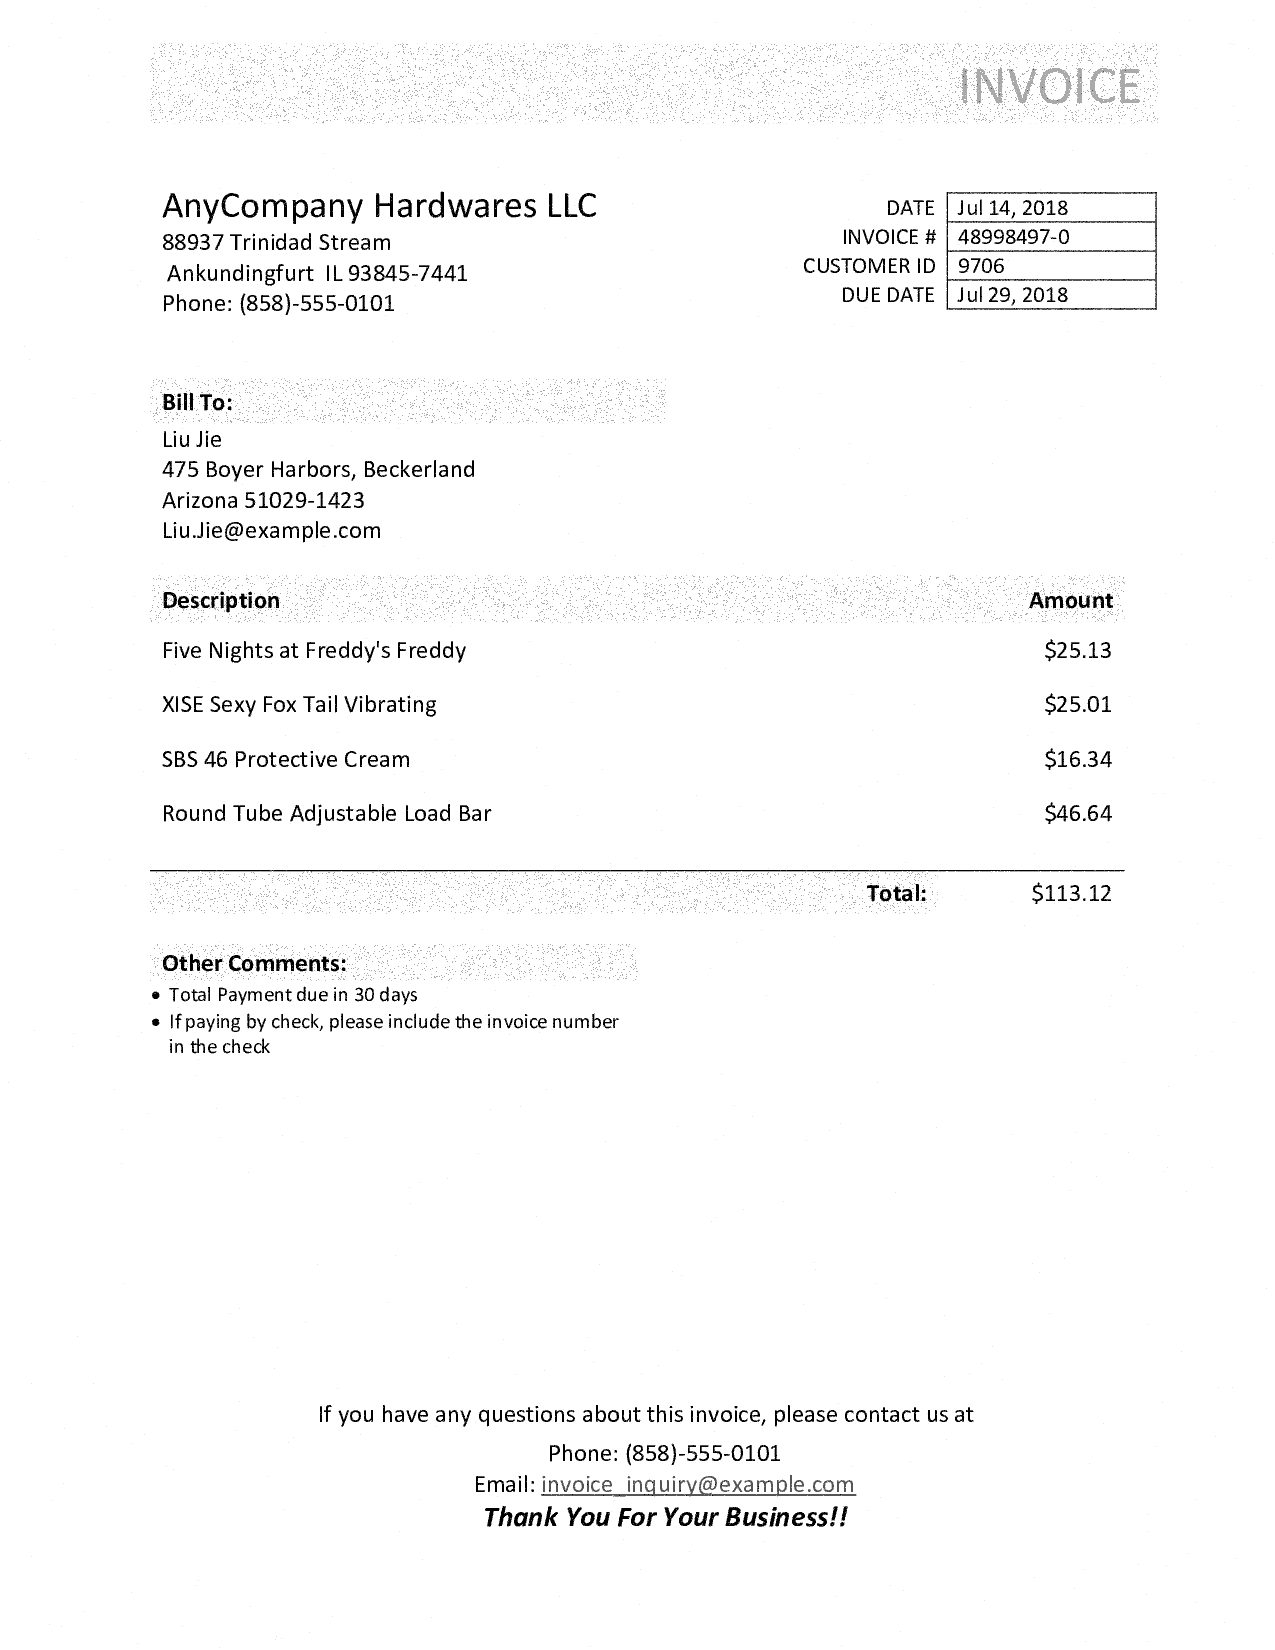 INVOICE
AnyCompany Hardwares LLC
88937 Trinidad Stream
Ankundingfurt IL 93845-7441
Phone: (858)-555-0101
DATE Jul 14, 2018
INVOICE # 48998497-0
CUSTOMER ID 9706
DUE DATE Jul 29, 2018
Bill To:
Liu Jie
475 Boyer Harbors, Beckerland
Arizona 51029-1423
Liu.Jie@example.com
Description Amount
Five Nights at Freddy's Freddy $25.13
XISE Sexy Fox Tail Vibrating $25.01
SBS 46 Protective Cream $16.34
Round Tube Adjustable Load Bar $46.64
Total: $113.12
Other Comments:
• Total Payment due in 30 days
• If paying by check, please include the invoice number
in the check
If you have any questions about this invoice, please contact us at
Phone: (858)-555-0101
Email: invoice_inquiry@example.com
Thank You For Your Business!!